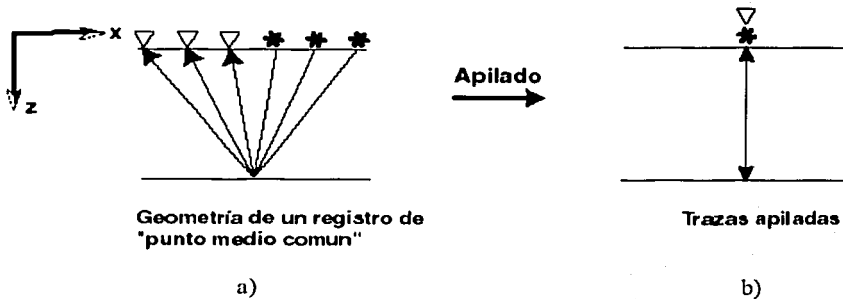 x
z
Apilado
Geometría de un registro de
"punto medio comun"
Trazas apiladas
a)
b)